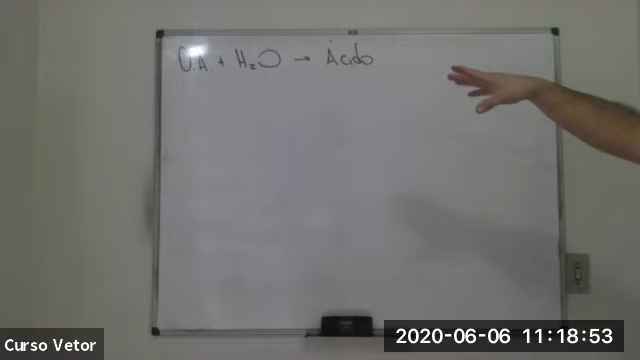 O.A. + H₂O → Ácido
Curso Vetor
2020-06-06 11:18:53